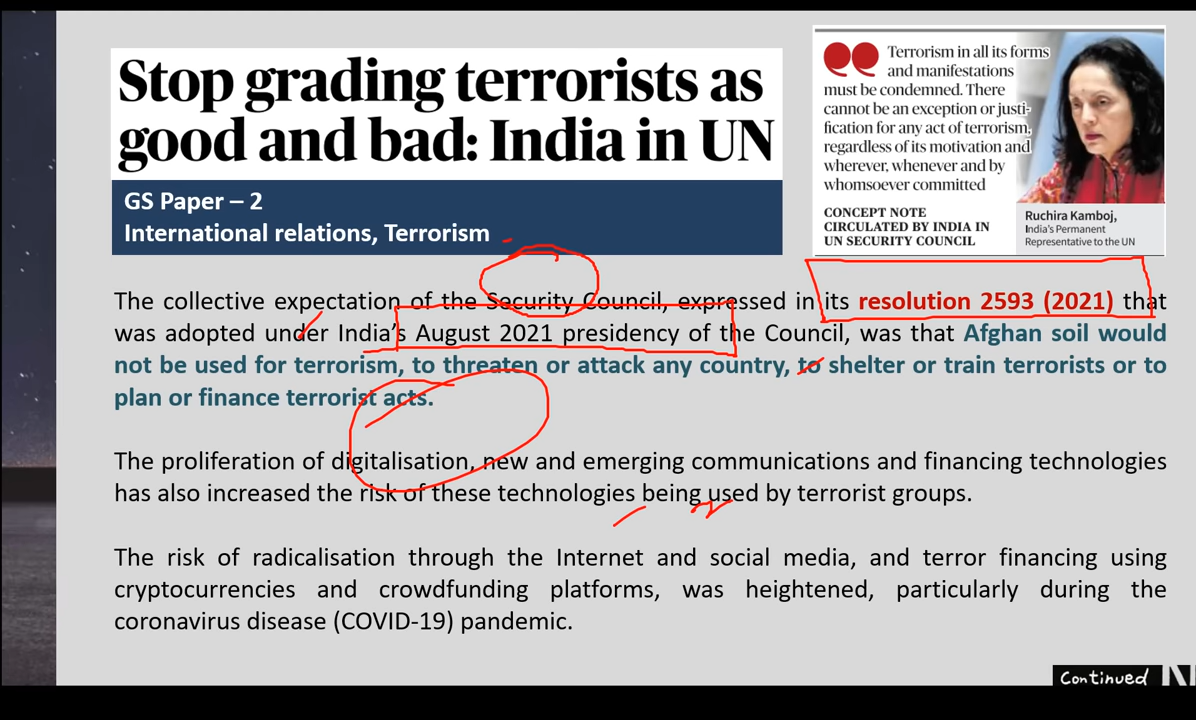 Stop grading terrorists as
good and bad: India in UN
GS Paper – 2
International relations, Terrorism
Terrorism in all its forms
and manifestations
must be condemned. There
cannot be an exception or justi-
fication for any act of terrorism,
regardless of its motivation and
wherever, whenever and by
whomsoever committed
CONCEPT NOTE
CIRCULATED BY INDIA IN
UN SECURITY COUNCIL
Ruchira Kamboj,
India's Permanent
Representative to the UN
The collective expectation of the Security Council, expressed in its resolution 2593 (2021) that
was adopted under India's August 2021 presidency of the Council, was that Afghan soil would
not be used for terrorism, to threaten or attack any country, to shelter or train terrorists or to
plan or finance terrorist acts.
The proliferation of digitalisation, new and emerging communications and financing technologies
has also increased the risk of these technologies being used by terrorist groups.
The risk of radicalisation through the Internet and social media, and terror financing using
cryptocurrencies and crowdfunding platforms, was heightened, particularly during the
coronavirus disease (COVID-19) pandemic.
Continued